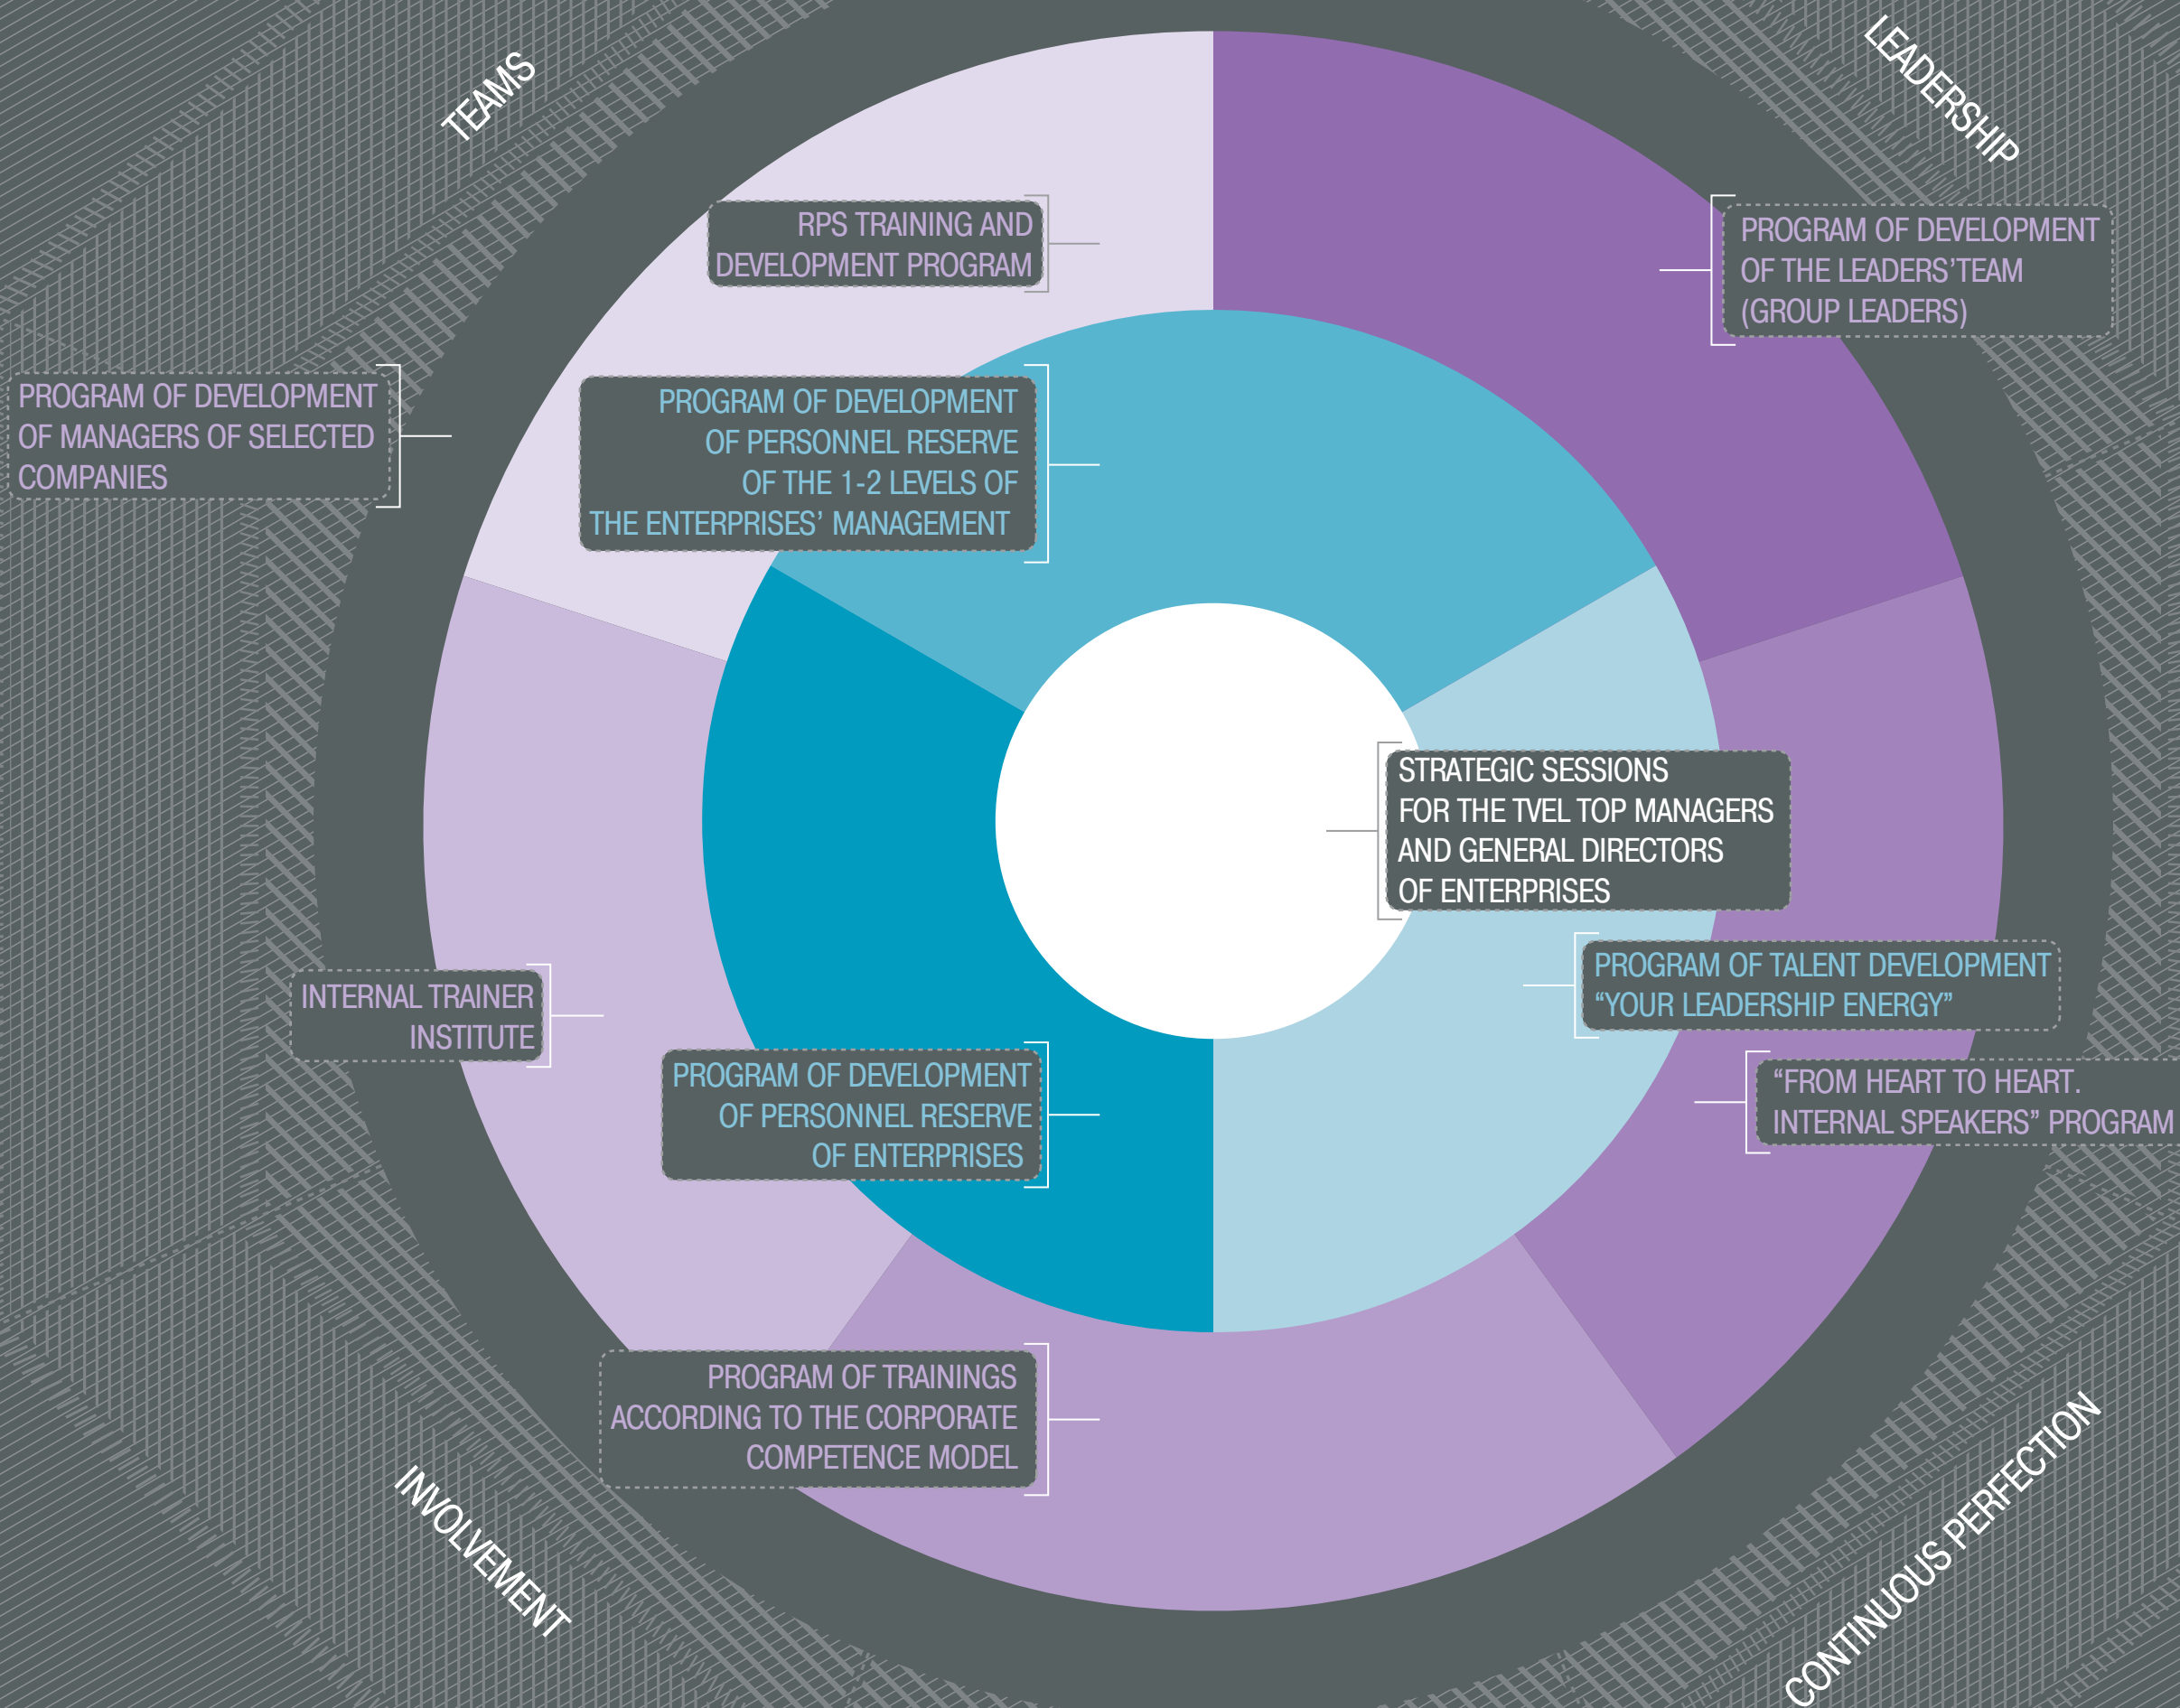 TEAMS
LEADERSHIP
RPS TRAINING AND
DEVELOPMENT PROGRAM
PROGRAM OF DEVELOPMENT
OF THE LEADERS’TEAM
(GROUP LEADERS)
PROGRAM OF DEVELOPMENT
OF MANAGERS OF SELECTED
COMPANIES
PROGRAM OF DEVELOPMENT
OF PERSONNEL RESERVE
OF THE 1-2 LEVELS OF
THE ENTERPRISES’ MANAGEMENT
STRATEGIC SESSIONS
FOR THE TVEL TOP MANAGERS
AND GENERAL DIRECTORS
OF ENTERPRISES
PROGRAM OF TALENT DEVELOPMENT
“YOUR LEADERSHIP ENERGY”
INTERNAL TRAINER
INSTITUTE
PROGRAM OF DEVELOPMENT
OF PERSONNEL RESERVE
OF ENTERPRISES
“FROM HEART TO HEART.
INTERNAL SPEAKERS” PROGRAM
PROGRAM OF TRAININGS
ACCORDING TO THE CORPORATE
COMPETENCE MODEL
INVOLVEMENT
CONTINUOUS PERFECTION